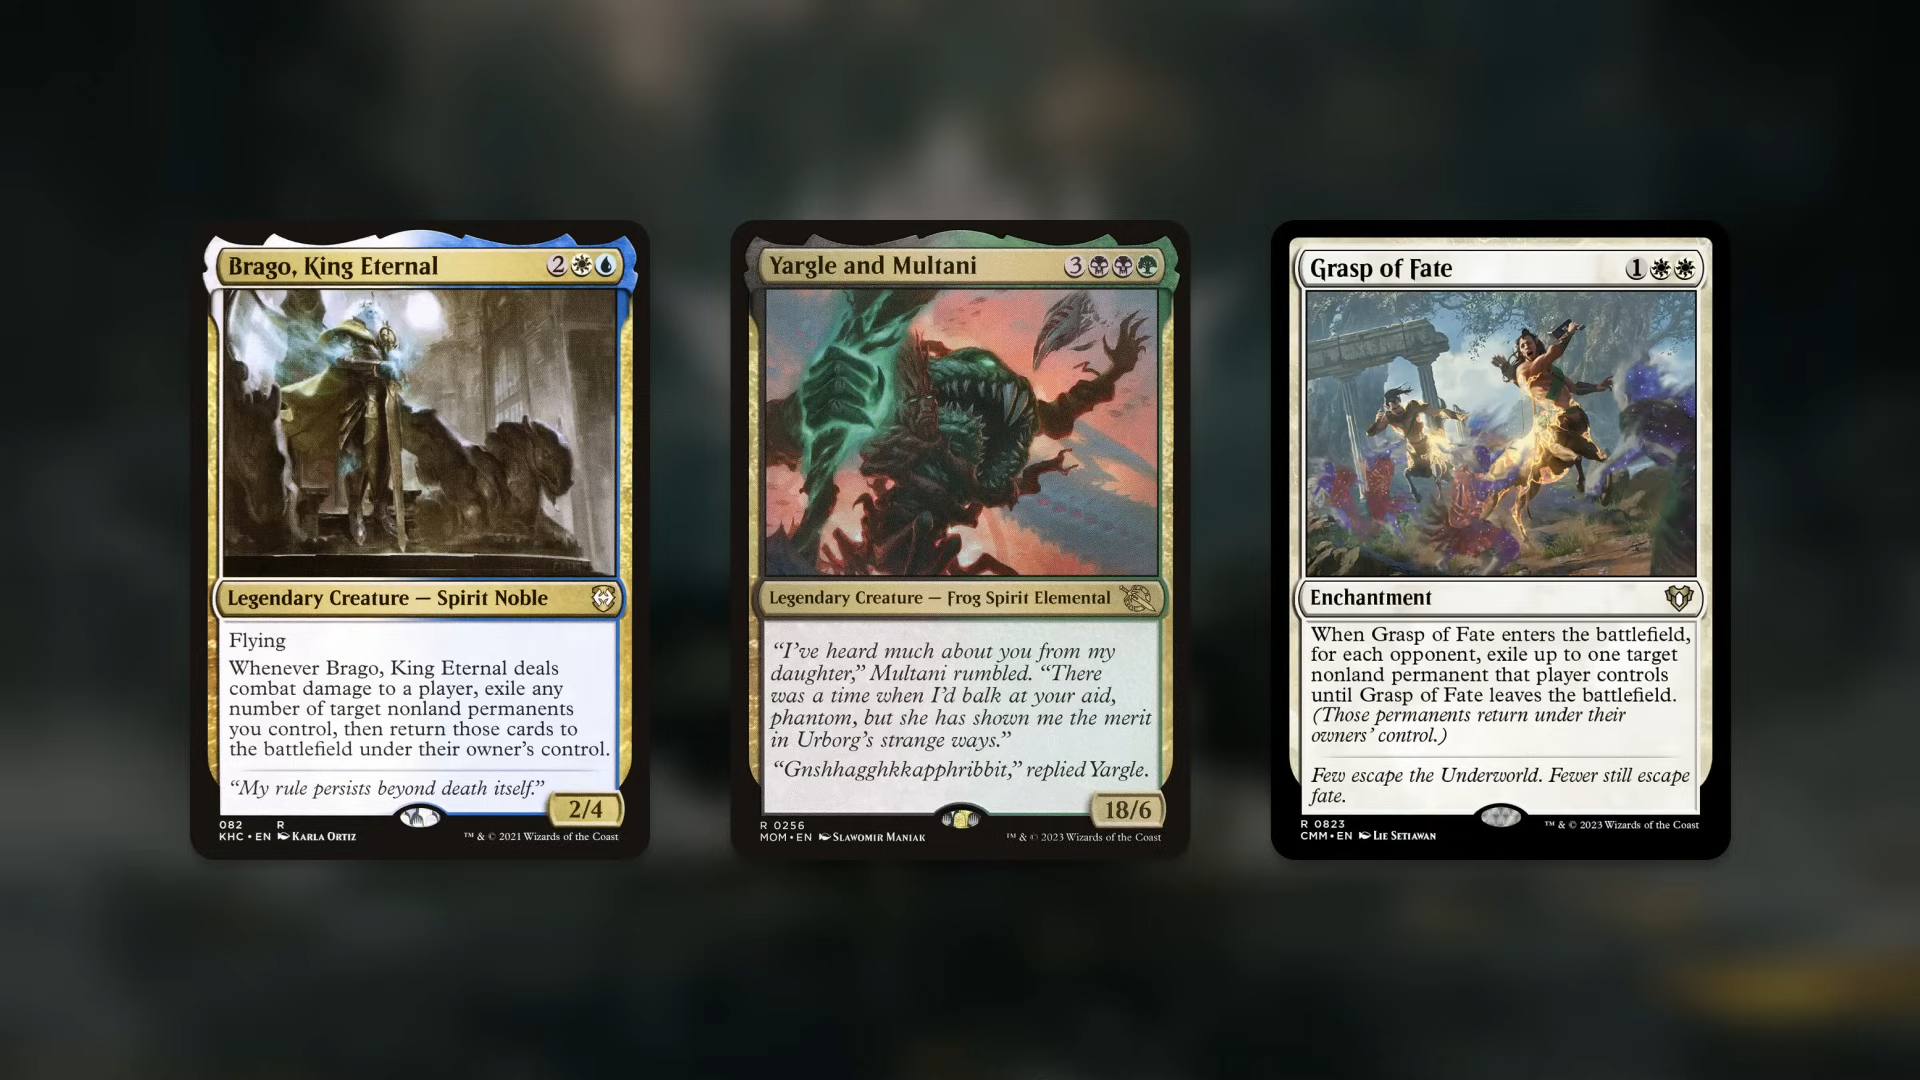 Brago, King Eternal
2
Legendary Creature — Spirit Noble
Flying
Whenever Brago, King Eternal deals
combat damage to a player, exile any
number of target nonland permanents
you control, then return those cards to
the battlefield under their owner's control.
"My rule persists beyond death itself."
2/4
082 R
KHC • EN KARLA ORTIZ
™ & © 2021 Wizards of the Coast
Yargle and Multani
3
Legendary Creature — Frog Spirit Elemental
"I've heard much about you from my
daughter," Multani rumbled. "There
was a time when I'd balk at your aid,
phantom, but she has shown me the merit
in Urborg's strange ways."
"Gnshhagghkkapphribbit," replied Yargle.
18/6
R 0256
MOM • EN SLAWOMIR MANIAK
™ & © 2023 Wizards of the Coast
Grasp of Fate
1
Enchantment
When Grasp of Fate enters the battlefield,
for each opponent, exile up to one target
nonland permanent that player controls
until Grasp of Fate leaves the battlefield.
(Those permanents return under their
owners' control.)
Few escape the Underworld. Fewer still escape
fate.
R 0823
CMM • EN LIE SETIAWAN
™ & © 2023 Wizards of the Coast